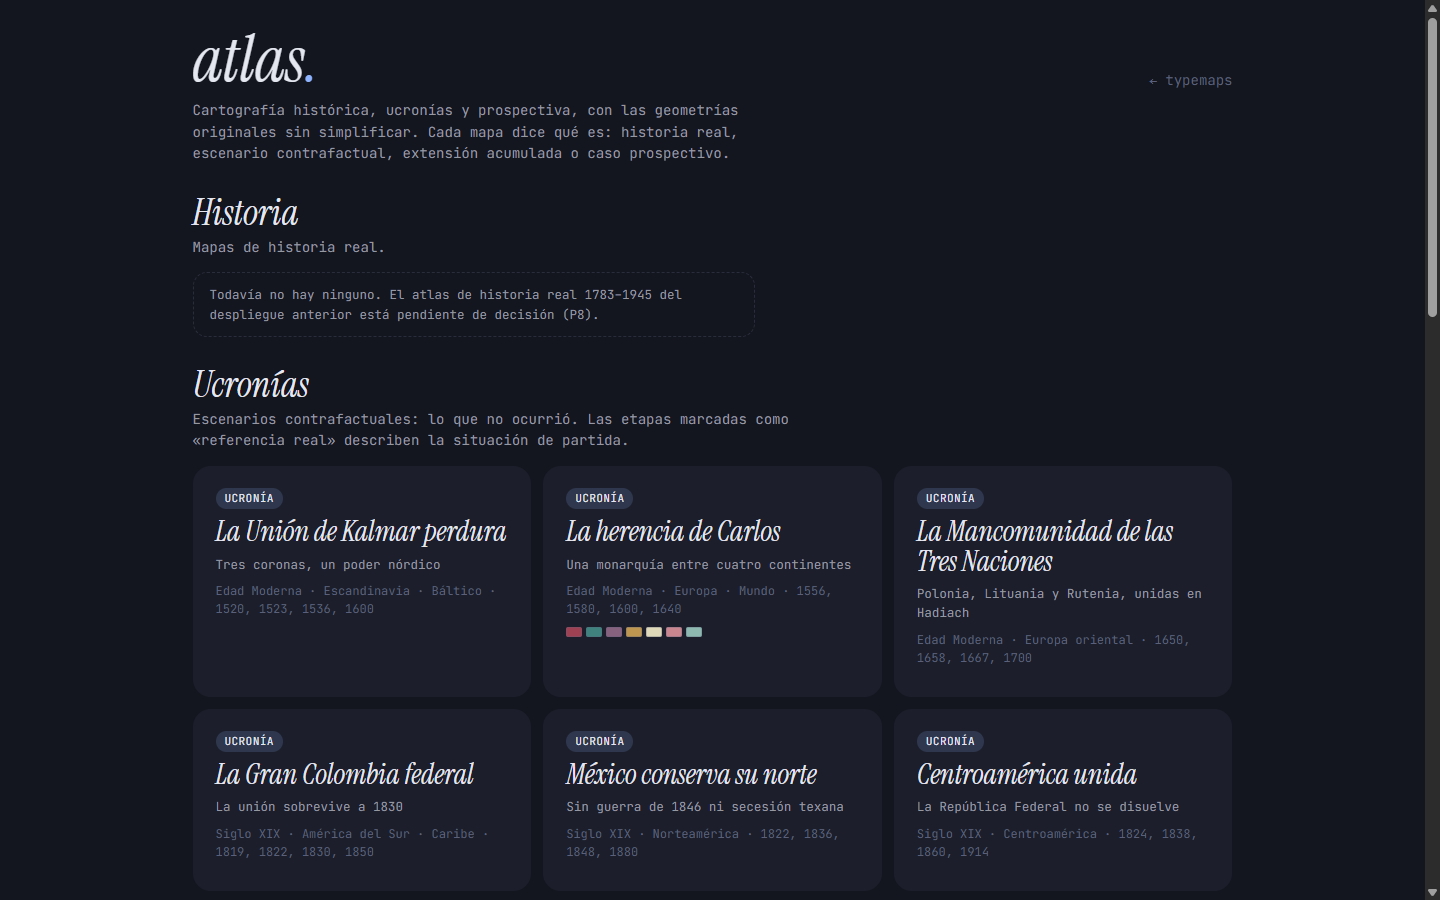 atlas.
← typemaps
Cartografía histórica, ucronías y prospectiva, con las geometrías
originales sin simplificar. Cada mapa dice qué es: historia real,
escenario contrafactual, extensión acumulada o caso prospectivo.
Historia
Mapas de historia real.
Todavía no hay ninguno. El atlas de historia real 1783–1945 del
despliegue anterior está pendiente de decisión (P8).
Ucronías
Escenarios contrafactuales: lo que no ocurrió. Las etapas marcadas como
«referencia real» describen la situación de partida.
UCRONÍA
La Unión de Kalmar perdura
Tres coronas, un poder nórdico
Edad Moderna · Escandinavia · Báltico ·
1520, 1523, 1536, 1600
UCRONÍA
La herencia de Carlos
Una monarquía entre cuatro continentes
Edad Moderna · Europa · Mundo · 1556,
1580, 1600, 1640
UCRONÍA
La Mancomunidad de las
Tres Naciones
Polonia, Lituania y Rutenia, unidas en
Hadiach
Edad Moderna · Europa oriental · 1650,
1658, 1667, 1700
UCRONÍA
La Gran Colombia federal
La unión sobrevive a 1830
Siglo XIX · América del Sur · Caribe ·
1819, 1822, 1830, 1850
UCRONÍA
México conserva su norte
Sin guerra de 1846 ni secesión texana
Siglo XIX · Norteamérica · 1822, 1836,
1848, 1880
UCRONÍA
Centroamérica unida
La República Federal no se disuelve
Siglo XIX · Centroamérica · 1824, 1838,
1860, 1914